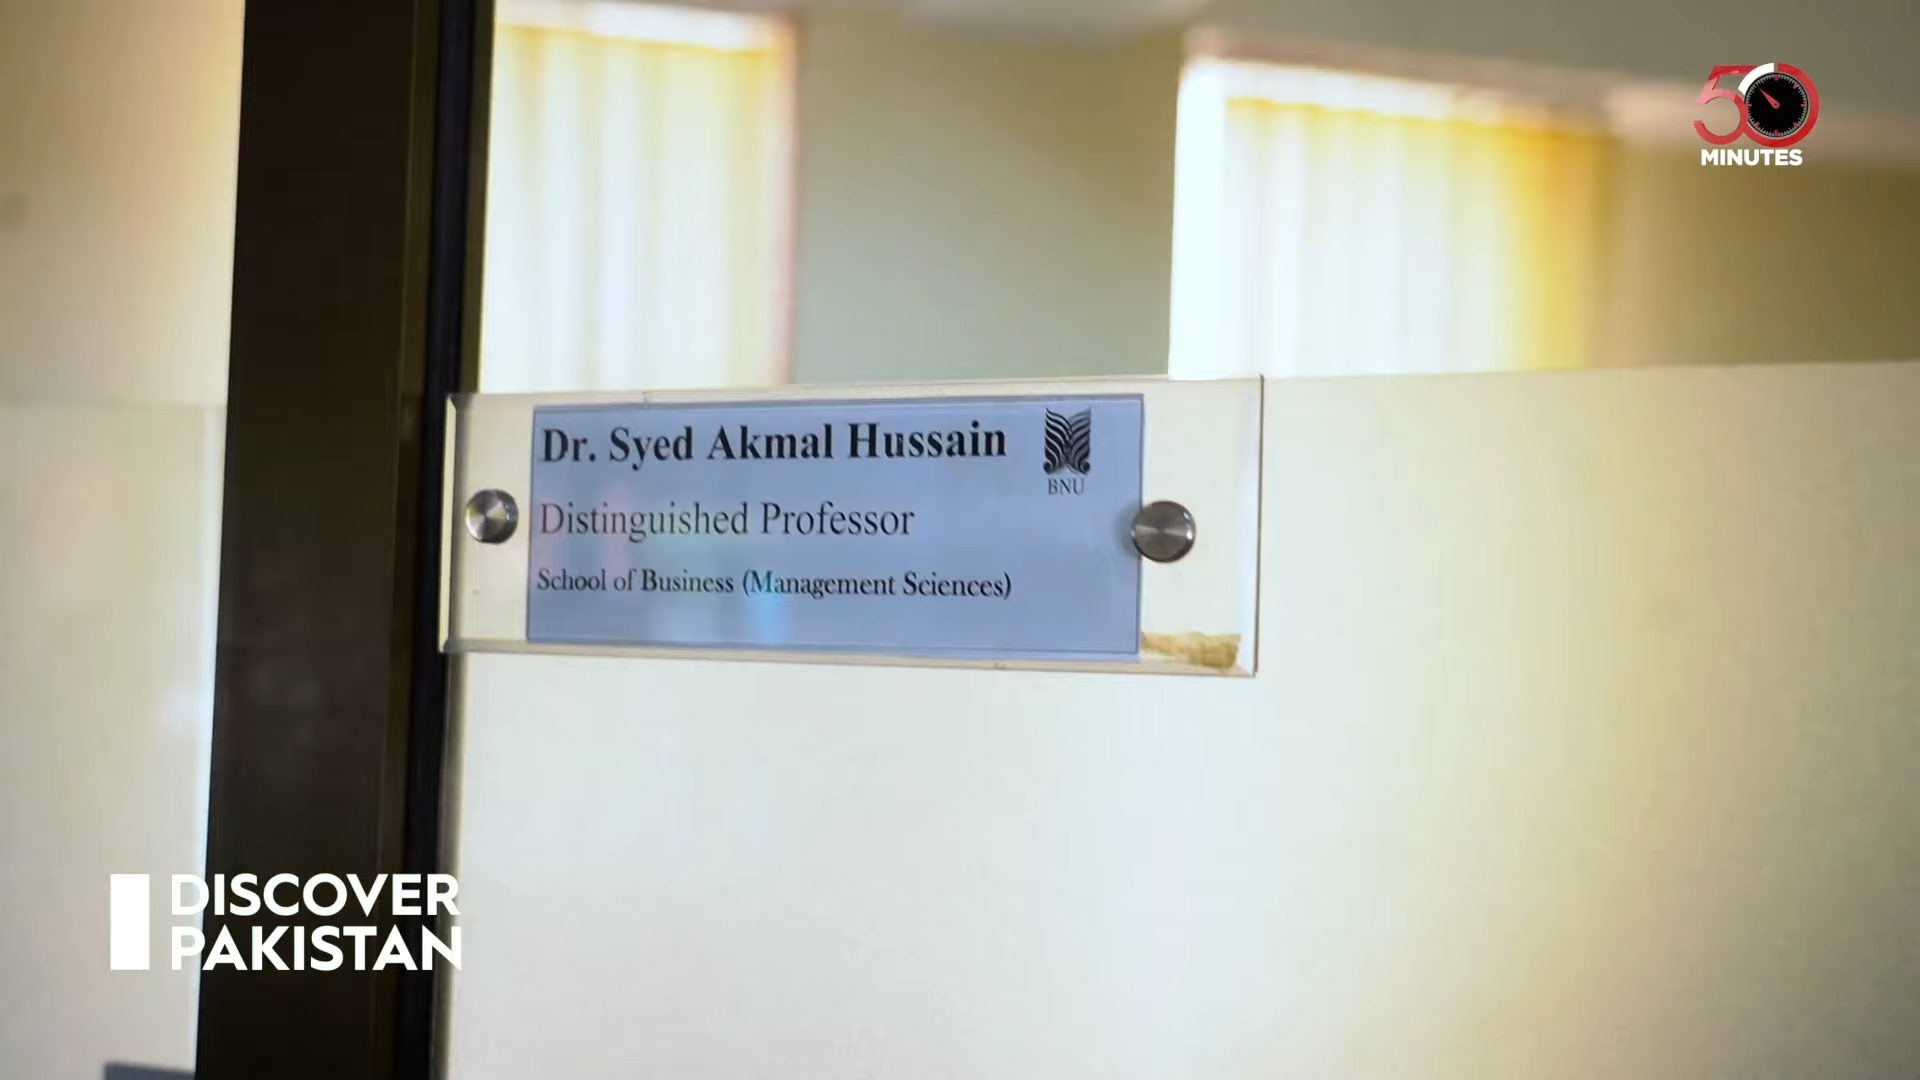 50
MINUTES
Dr. Syed Akmal Hussain
BNU
Distinguished Professor
School of Business (Management Sciences)
DISCOVER
PAKISTAN